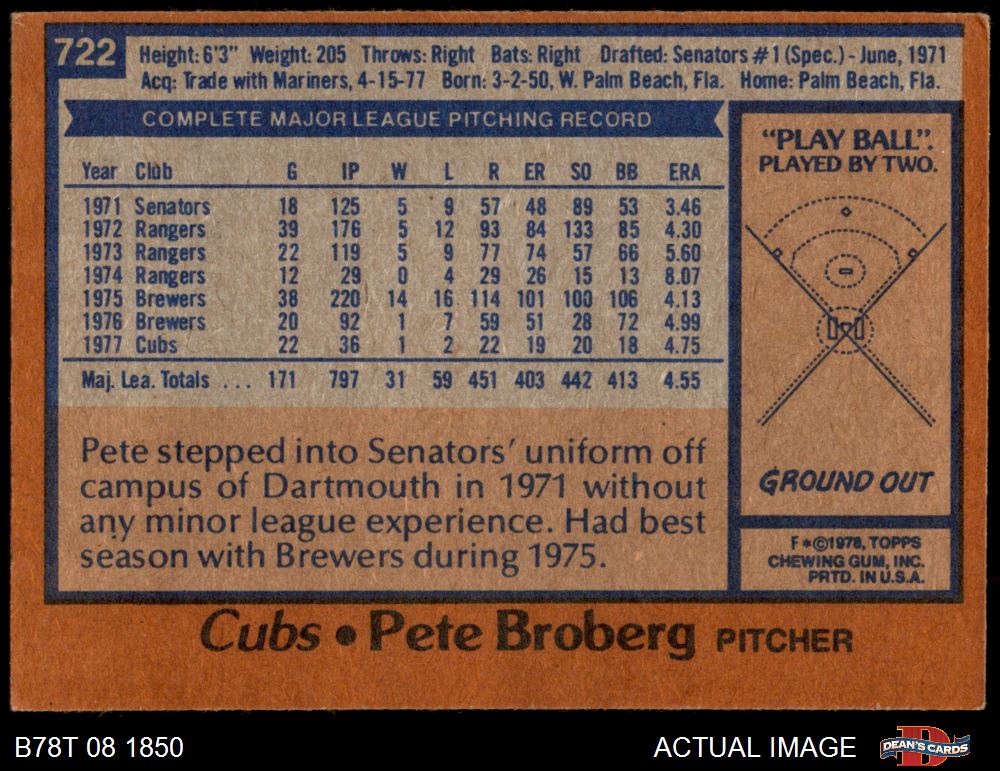 722
Height: 6'3" Weight: 205 Throws: Right Bats: Right Drafted: Senators #1 (Spec.) - June, 1971
Acq: Trade with Mariners, 4-15-77 Born: 3-2-50, W. Palm Beach, Fla. Home: Palm Beach, Fla.
COMPLETE MAJOR LEAGUE PITCHING RECORD
Year Club G IP W L R ER SO BB ERA
1971 Senators 18 125 5 9 57 48 89 53 3.46
1972 Rangers 39 176 5 12 93 84 133 85 4.30
1973 Rangers 22 119 5 9 77 74 57 66 5.60
1974 Rangers 12 29 0 4 29 26 15 13 8.07
1975 Brewers 38 220 14 16 114 101 100 106 4.13
1976 Brewers 20 92 1 7 59 51 28 72 4.99
1977 Cubs 22 36 1 2 22 19 20 18 4.75
Maj. Lea. Totals ... 171 797 31 59 451 403 442 413 4.55
Pete stepped into Senators' uniform off
campus of Dartmouth in 1971 without
any minor league experience. Had best
season with Brewers during 1975.
"PLAY BALL".
PLAYED BY TWO.
GROUND OUT
F*©1978, TOPPS
CHEWING GUM, INC.
PRTD. IN U.S.A.
Cubs • Pete Broberg PITCHER
B78T 08 1850
ACTUAL IMAGE
DEAN'S CARDS